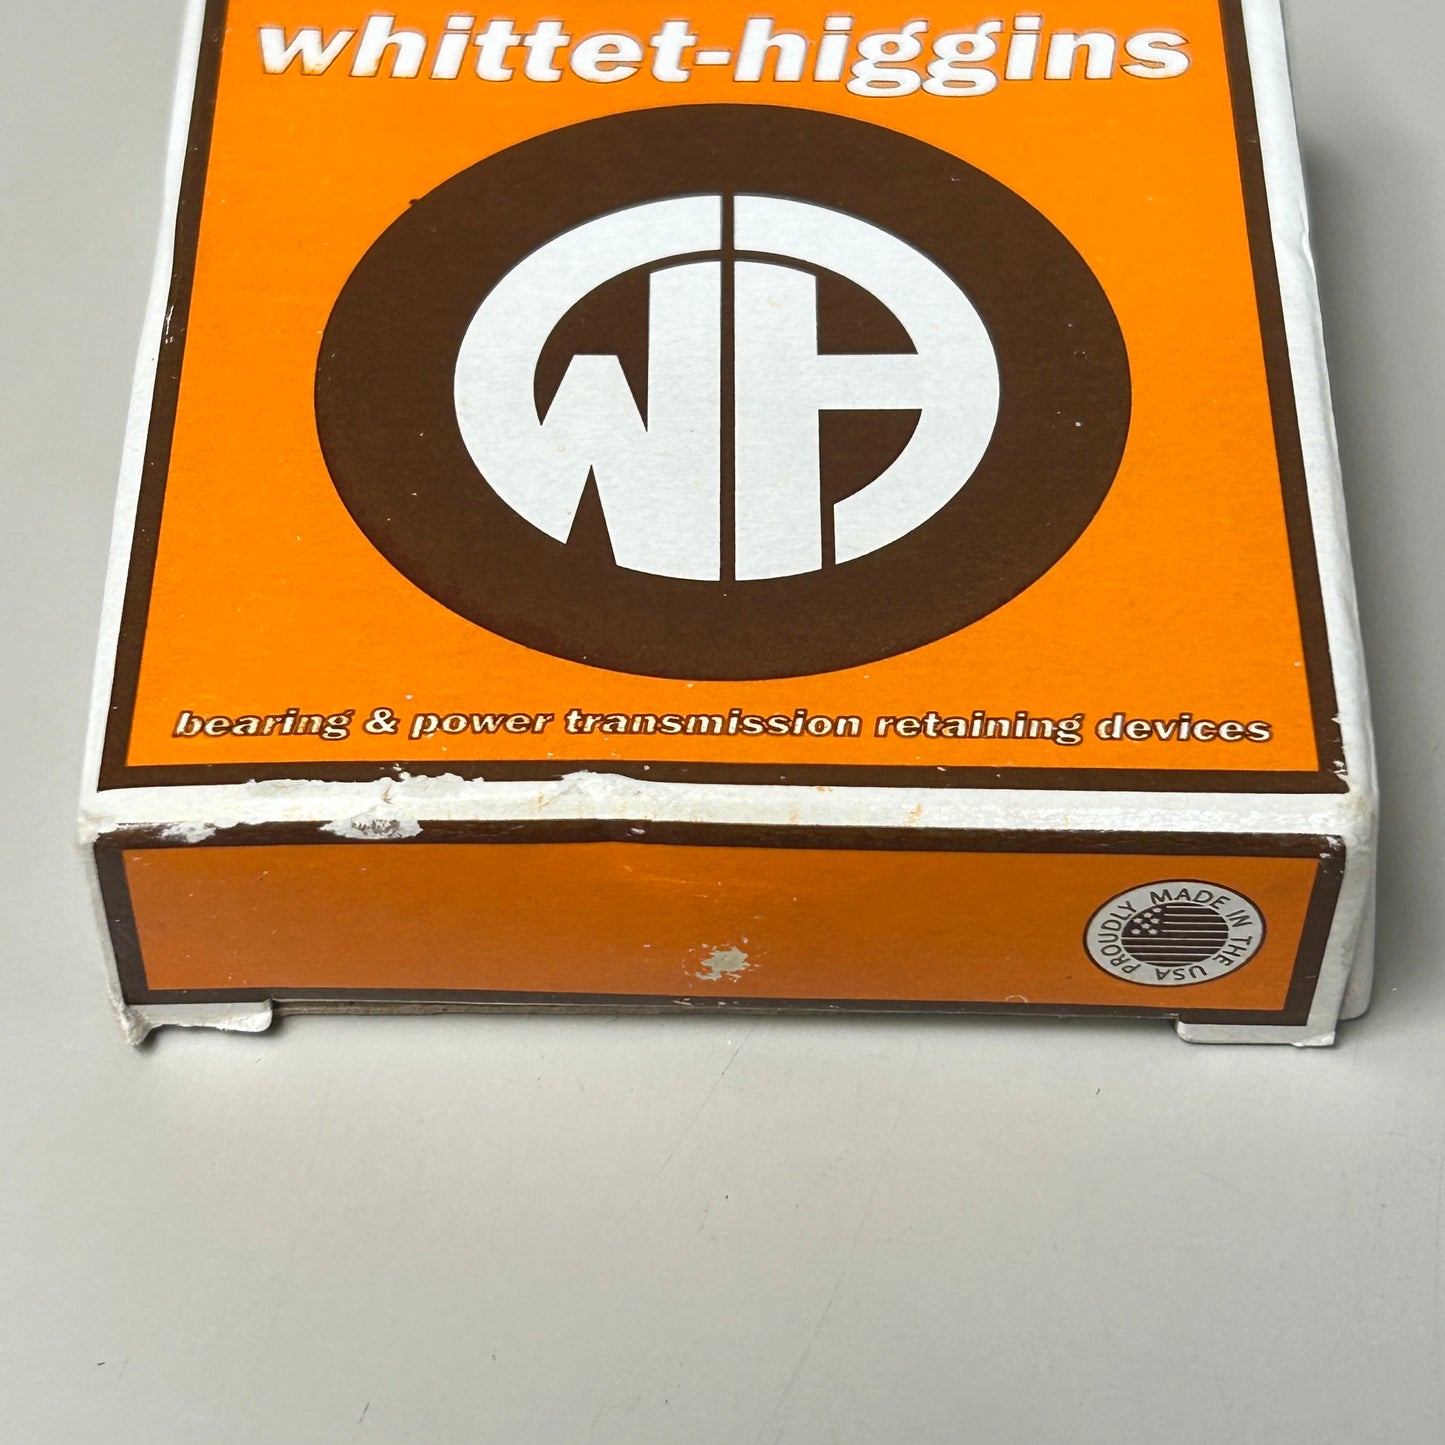 whittet-higgins
WH
bearing & power transmission retaining devices
PROUDLY MADE IN THE USA